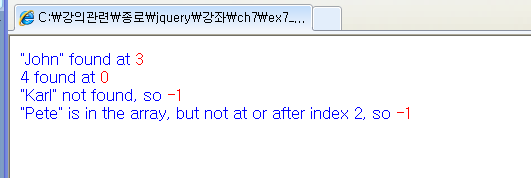 C:₩강의관련₩종로₩jquery₩강좌₩ch7₩ex7_...
"John" found at 3
4 found at 0
"Karl" not found, so -1
"Pete" is in the array, but not at or after index 2, so -1